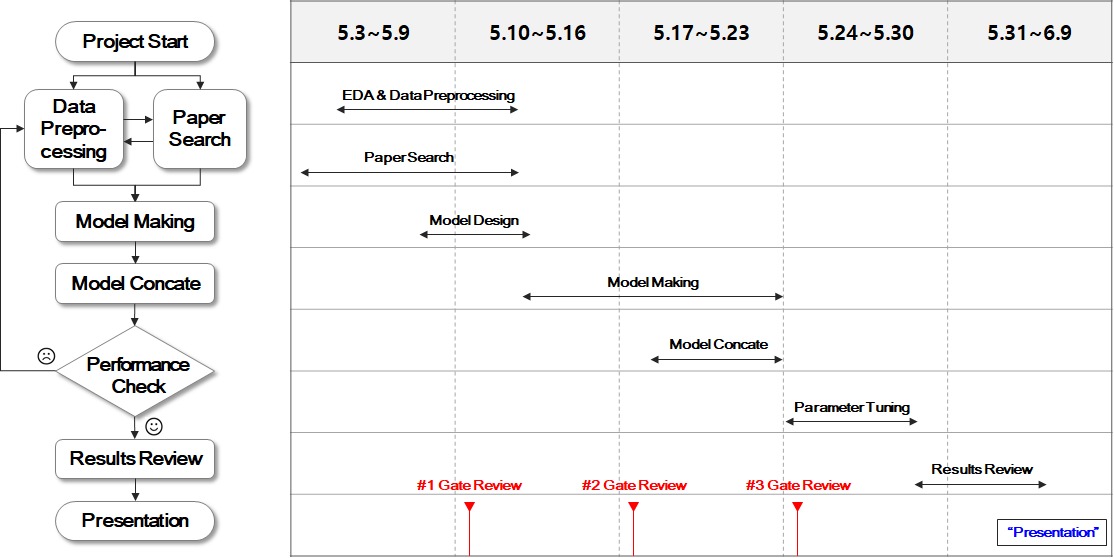 Project Start
Data
Prepro-
cessing
Paper
Search
Model Making
Model Concate
Performance
Check
Results Review
Presentation
5.3~5.9
5.10~5.16
5.17~5.23
5.24~5.30
5.31~6.9
EDA & Data Preprocessing
Paper Search
Model Design
Model Making
Model Concate
Parameter Tuning
Results Review
#1 Gate Review
#2 Gate Review
#3 Gate Review
“Presentation”